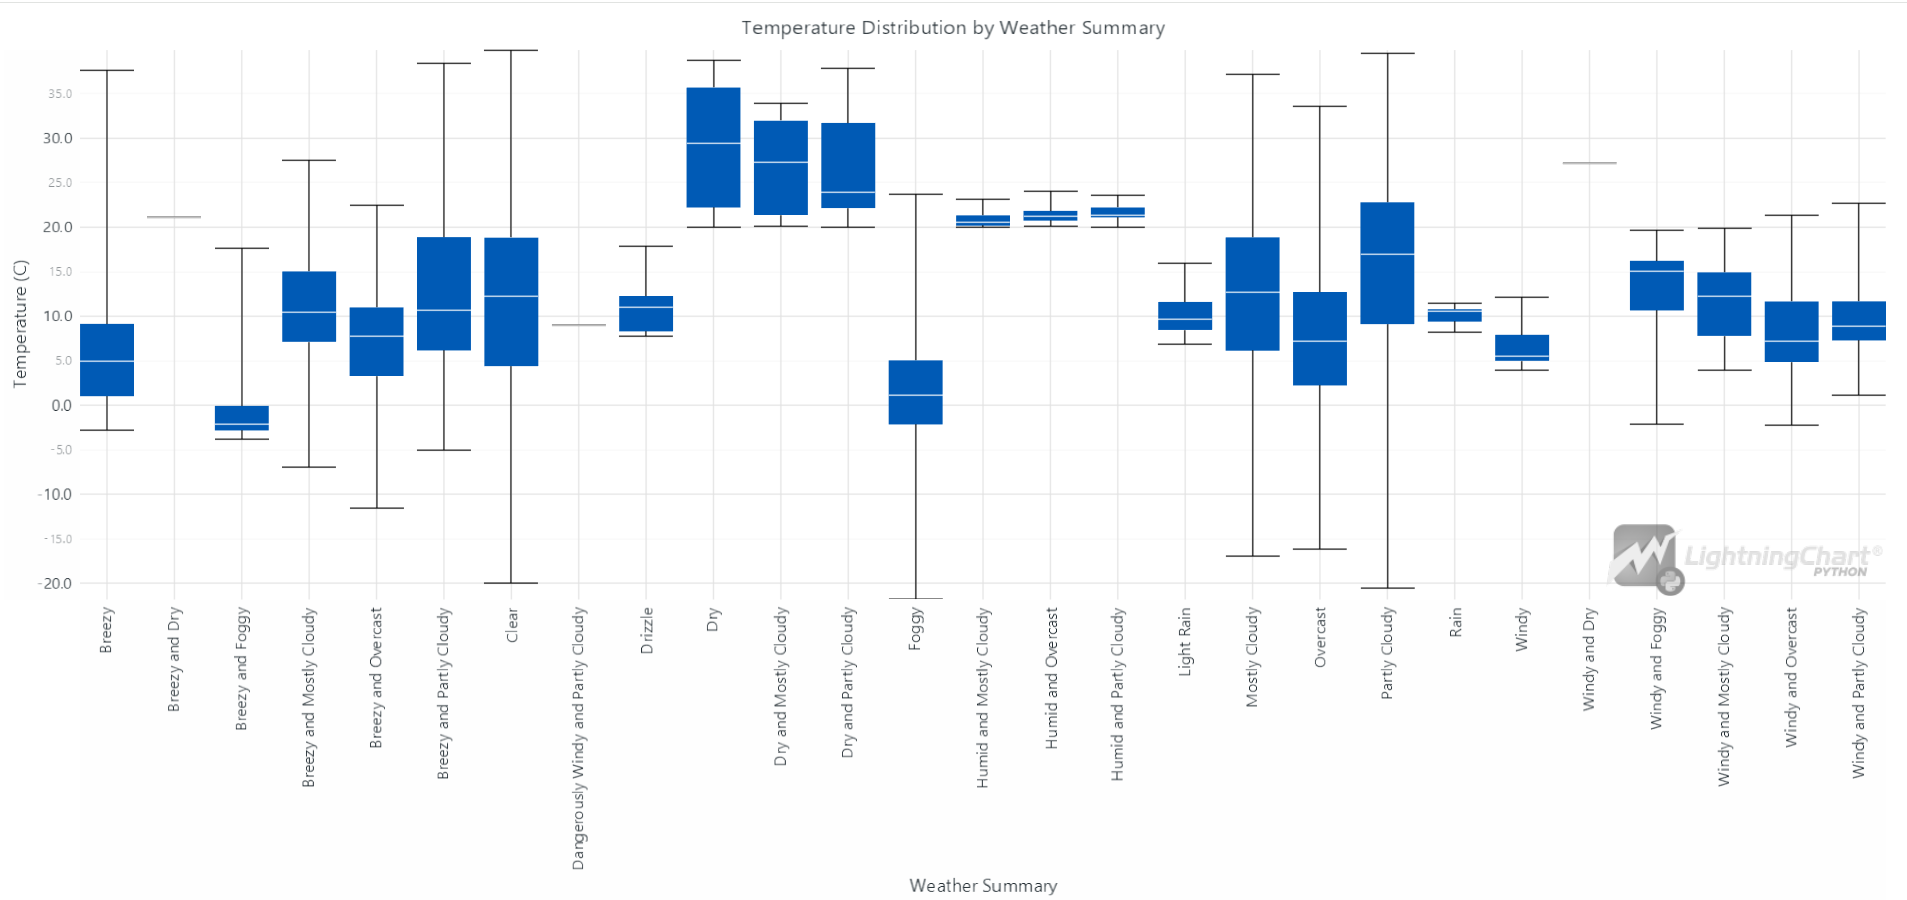 Temperature Distribution by Weather Summary
Temperature (C)
35.0
30.0
25.0
20.0
15.0
10.0
5.0
0.0
-5.0
-10.0
-15.0
-20.0
Breezy
Breezy and Dry
Breezy and Foggy
Breezy and Mostly Cloudy
Breezy and Overcast
Breezy and Partly Cloudy
Clear
Dangerously Windy and Partly Cloudy
Drizzle
Dry
Dry and Mostly Cloudy
Dry and Partly Cloudy
Foggy
Humid and Mostly Cloudy
Humid and Overcast
Humid and Partly Cloudy
Light Rain
Mostly Cloudy
Overcast
Partly Cloudy
Rain
Windy
Windy and Dry
Windy and Foggy
Windy and Mostly Cloudy
Windy and Overcast
Windy and Partly Cloudy
Weather Summary
LightningChart®
PYTHON